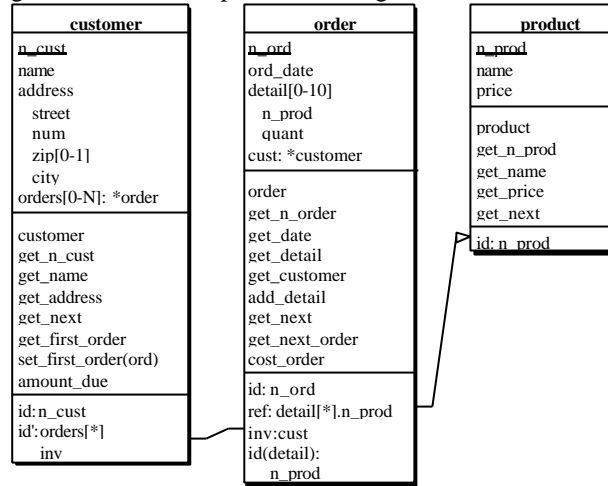 customer
n_cust
name
address
street
num
zip[0-1]
city
orders[0-N]: *order
customer
get_n_cust
get_name
get_address
get_next
get_first_order
set_first_order(ord)
amount_due
id:n_cust
id':orders[*]
inv
order
n_ord
ord_date
detail[0-10]
n_prod
quant
cust: *customer
order
get_n_order
get_date
get_detail
get_customer
add_detail
get_next
get_next_order
cost_order
id: n_ord
ref: detail[*].n_prod
inv:cust
id(detail):
n_prod
product
n_prod
name
price
product
get_n_prod
get_name
get_price
get_next
id: n_prod